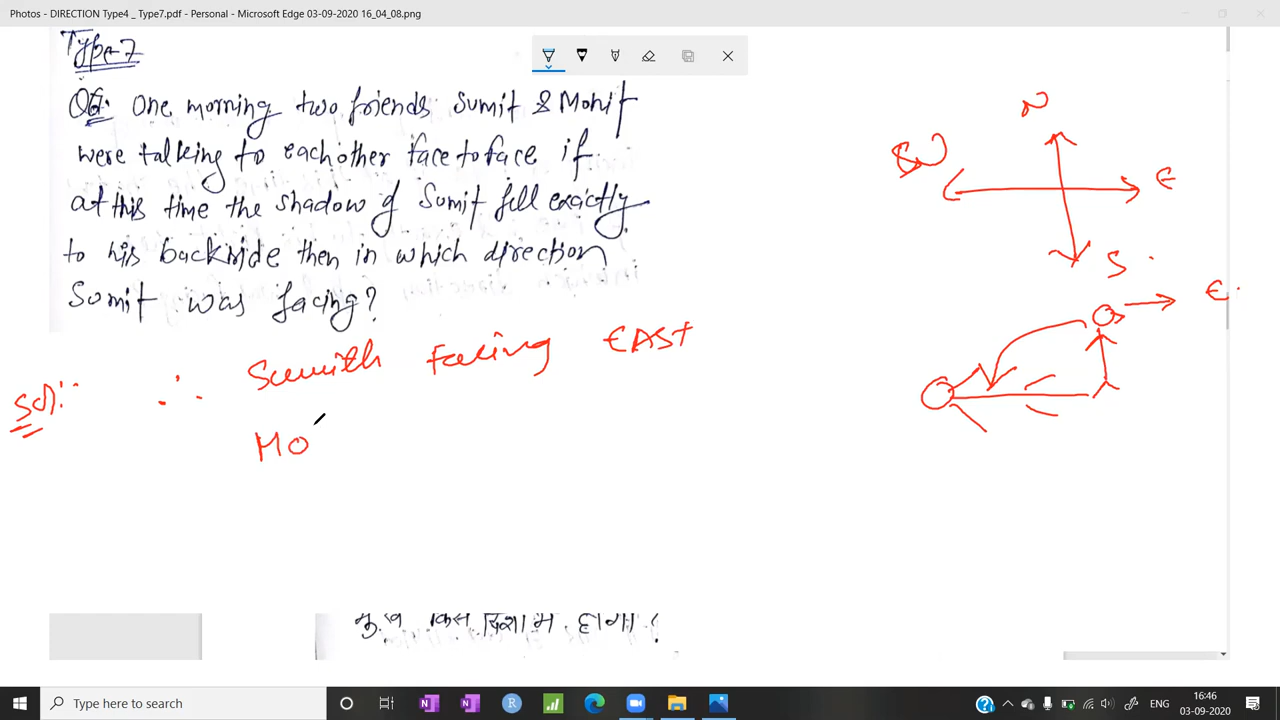 Photos - DIRECTION Type4 _ Type7.pdf - Personal - Microsoft Edge 03-09-2020 16_04_08.png
Type-7
Q6. One morning two friends Sumit & Mohit
were talking to each other face to face if
at this time the shadow of Sumit fell exactly
to his backside then in which direction
Sumit was facing?
N
W
E
S
E
Sol:- ∴ Sumith Facing EAST
MO
किस दिशा में होगा ?
Type here to search
ENG
16:46
03-09-2020